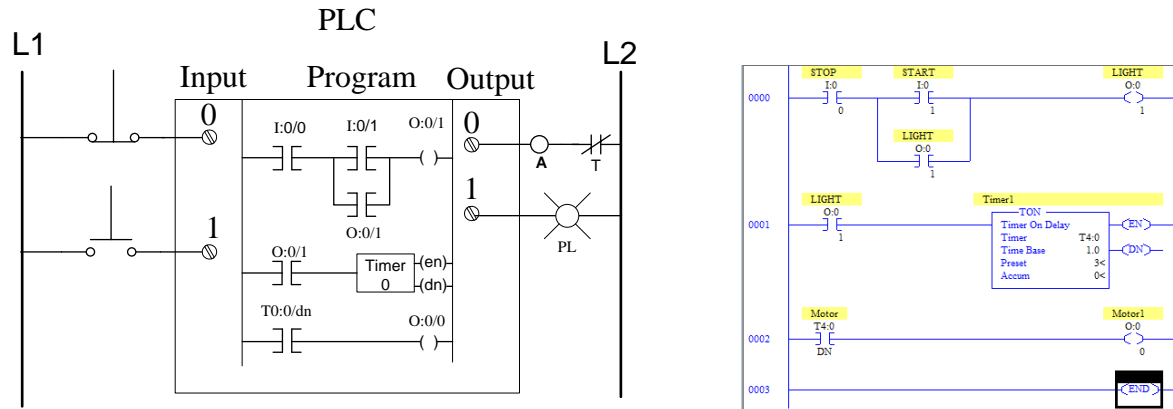 PLC
L1
L2
Input Program Output
0
I:0/0 I:0/1 O:0/1
0
A
T
1
O:0/1
PL
1
O:0/1
Timer
0
(en)
(dn)
T0:0/dn
O:0/0
STOP START LIGHT
I:0 I:0 O:0
0000
0 1 1
LIGHT
O:0
1
LIGHT Timer1
O:0
TON
0001
Timer On Delay
EN
1
Timer T4:0
Time Base 1.0
DN
Preset 3<
Accum 0<
Motor Motor1
T4:0 O:0
0002
DN 0
0003
END